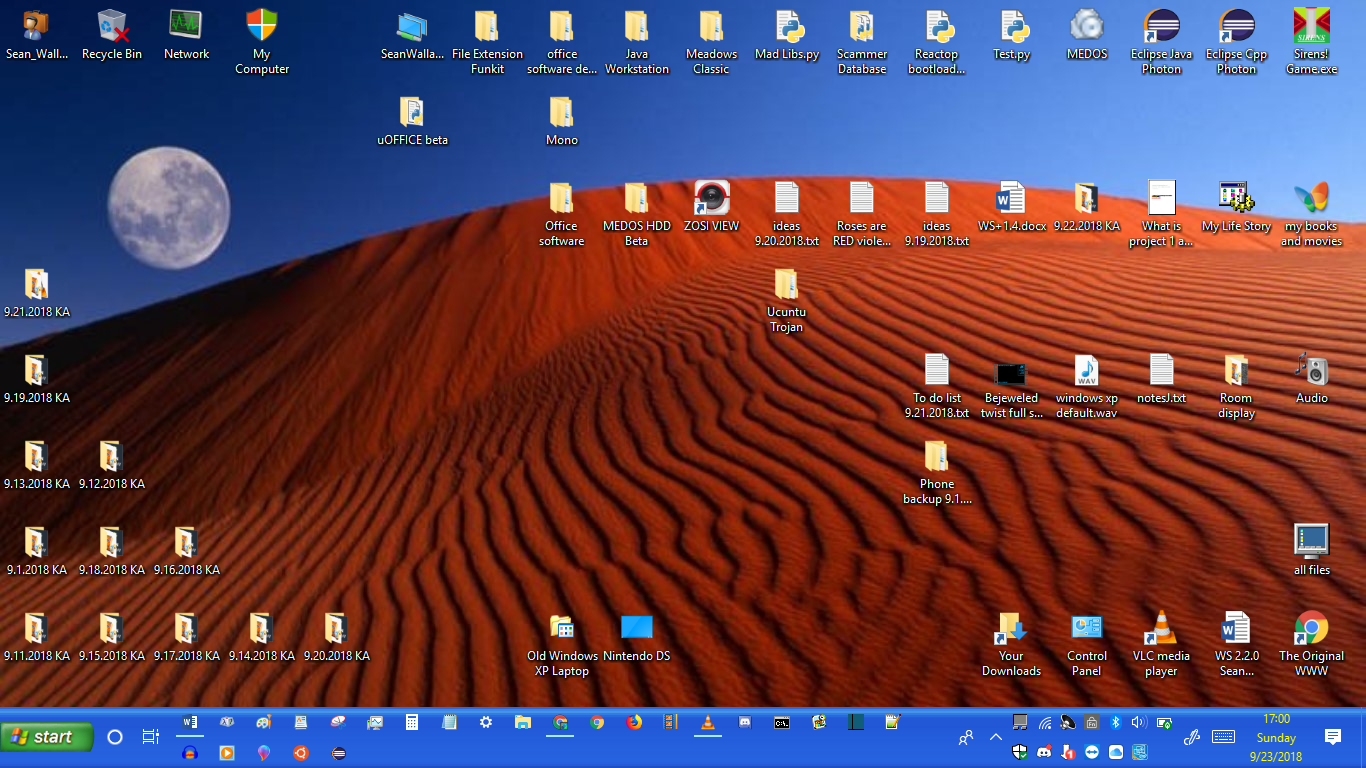 Sean_Wall...
Recycle Bin
Network
My
Computer
SeanWalla...
File Extension
Funkit
office
software de...
Java
Workstation
Meadows
Classic
Mad Libs.py
Scammer
Database
Reactop
bootload...
Test.py
MEDOS
Eclipse Java
Photon
Eclipse Cpp
Photon
SIRENS
Sirens!
Game.exe
uOFFICE beta
Mono
Office
software
MEDOS HDD
Beta
ZOSI VIEW
ideas
9.20.2018.txt
Roses are
RED viole...
ideas
9.19.2018.txt
W
WS+1.4.docx
9.22.2018 KA
What is
project 1 a...
My Life Story
my books
and movies
9.21.2018 KA
Ucuntu
Trojan
9.19.2018 KA
To do list
9.21.2018.txt
Bejeweled
twist full s...
WAV
windows xp
default.wav
notesJ.txt
Room
display
Audio
9.13.2018 KA
9.12.2018 KA
Phone
backup 9.1....
9.1.2018 KA
9.18.2018 KA
9.16.2018 KA
all files
9.11.2018 KA
9.15.2018 KA
9.17.2018 KA
9.14.2018 KA
9.20.2018 KA
Old Windows
XP Laptop
Nintendo DS
Your
Downloads
Control
Panel
VLC media
player
W
WS 2.2.0
Sean...
The Original
WWW
start
17:00
Sunday
9/23/2018